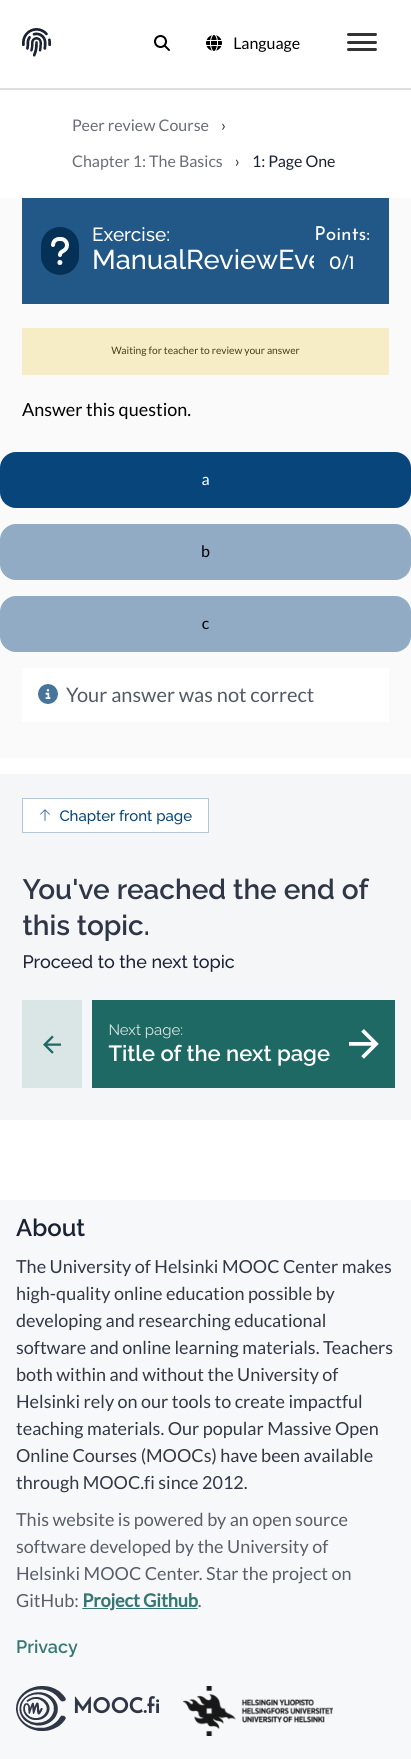 Language
Peer review Course ›
Chapter 1: The Basics › 1: Page One
Exercise:
ManualReviewEve
Points:
0/1
Waiting for teacher to review your answer
Answer this question.
a
b
c
Your answer was not correct
Chapter front page
You've reached the end of
this topic.
Proceed to the next topic
Next page:
Title of the next page
About
The University of Helsinki MOOC Center makes
high-quality online education possible by
developing and researching educational
software and online learning materials. Teachers
both within and without the University of
Helsinki rely on our tools to create impactful
teaching materials. Our popular Massive Open
Online Courses (MOOCs) have been available
through MOOC.fi since 2012.
This website is powered by an open source
software developed by the University of
Helsinki MOOC Center. Star the project on
GitHub: Project Github.
Privacy
MOOC.fi
HELSINGIN YLIOPISTO
HELSINGFORS UNIVERSITET
UNIVERSITY OF HELSINKI